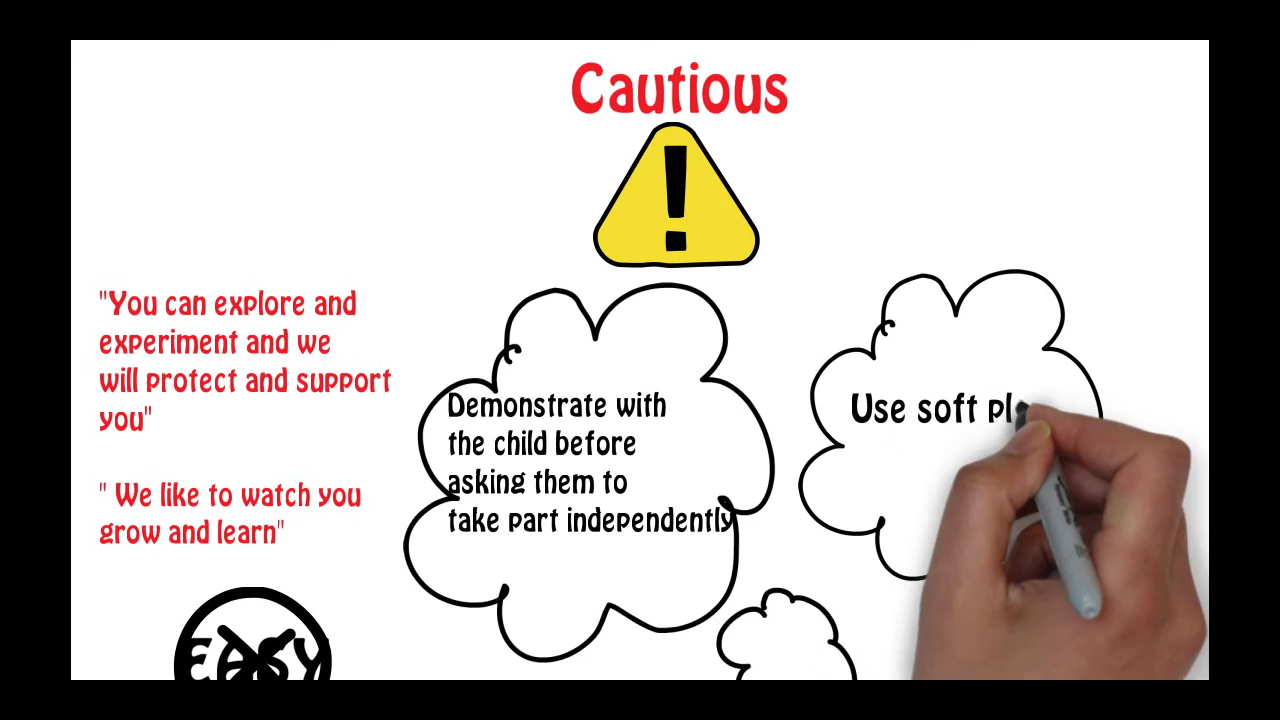 Cautious
!
"You can explore and
experiment and we
will protect and support
you"
" We like to watch you
grow and learn"
Demonstrate with
the child before
asking them to
take part independently
Use soft pl
EASY